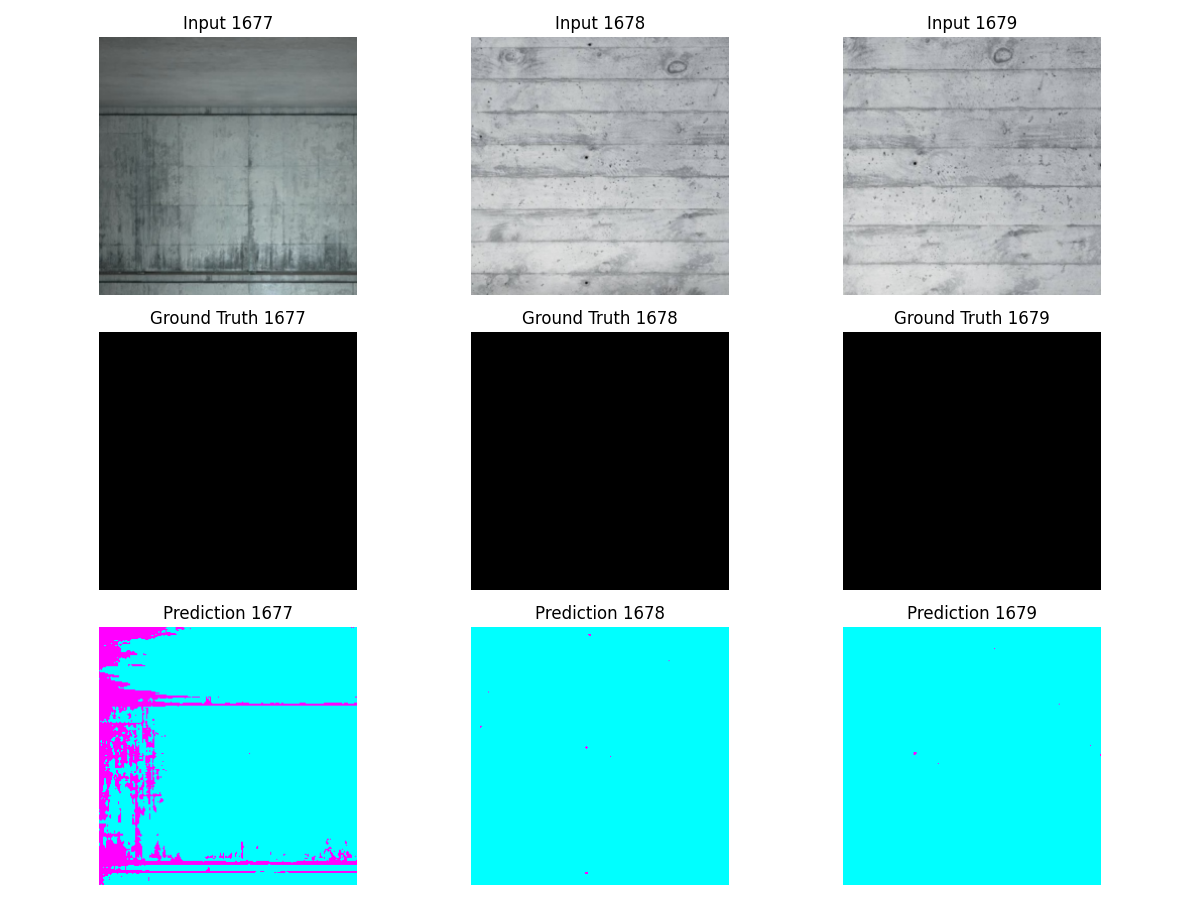 Input 1677
Input 1678
Input 1679
Ground Truth 1677
Ground Truth 1678
Ground Truth 1679
Prediction 1677
Prediction 1678
Prediction 1679